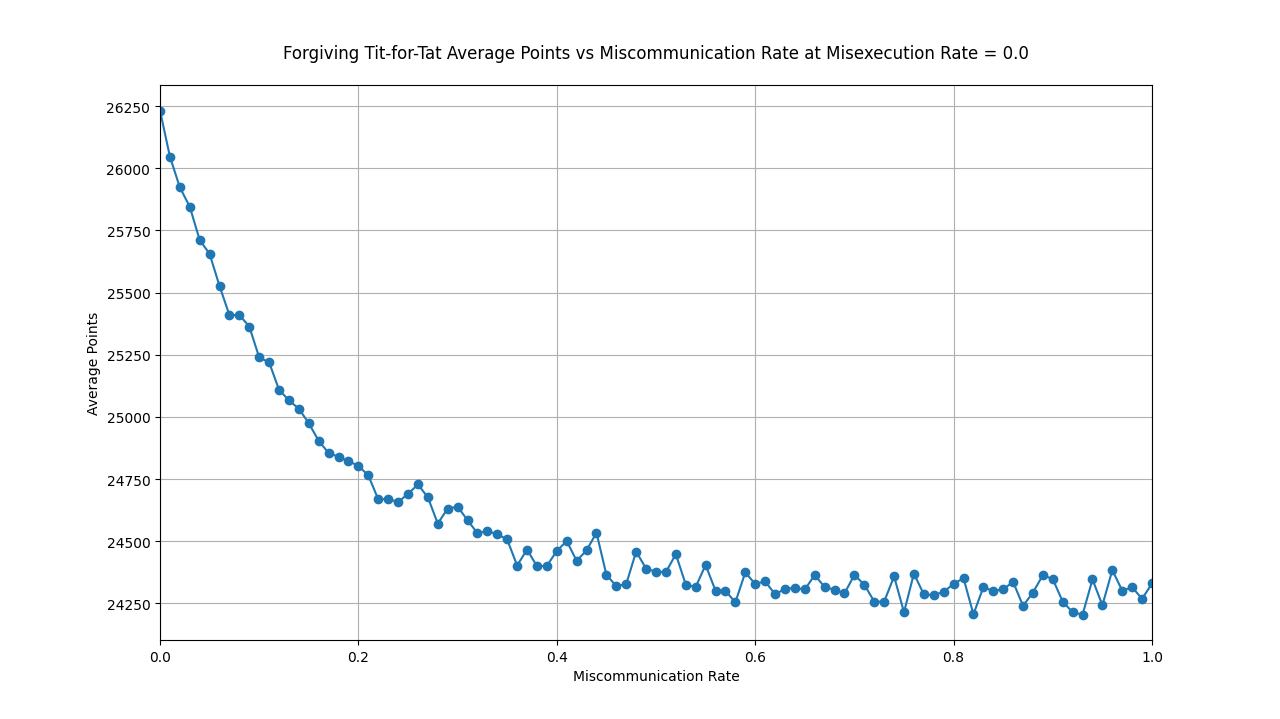 Forgiving Tit-for-Tat Average Points vs Miscommunication Rate at Misexecution Rate = 0.0
26250
26000
25750
25500
25250
25000
24750
24500
24250
Average Points
0.0 0.2 0.4 0.6 0.8 1.0
Miscommunication Rate